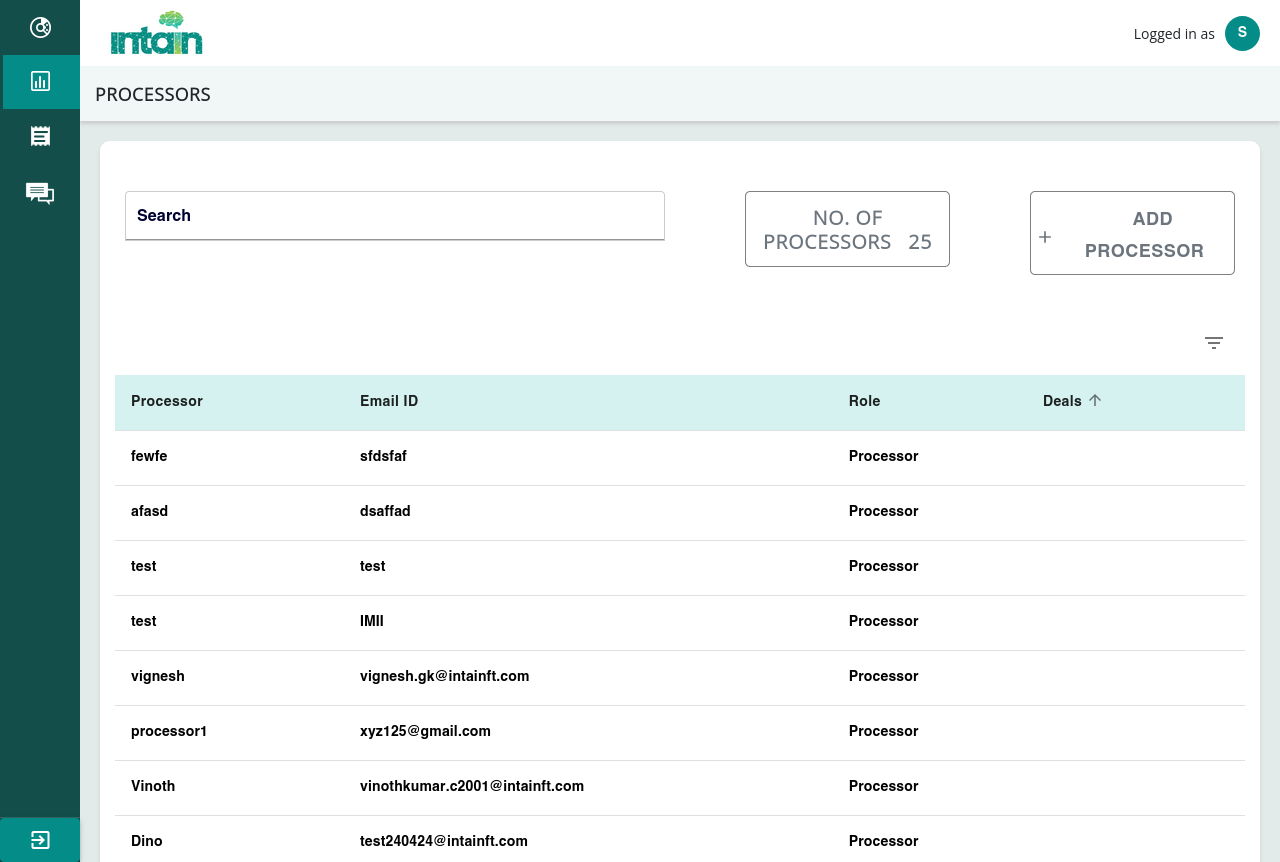 intain
Logged in as S
PROCESSORS
Search
NO. OF
PROCESSORS 25
+ ADD
PROCESSOR
Processor Email ID Role Deals
fewfe sfdsfaf Processor
afasd dsaffad Processor
test test Processor
test IMII Processor
vignesh vignesh.gk@intainft.com Processor
processor1 xyz125@gmail.com Processor
Vinoth vinothkumar.c2001@intainft.com Processor
Dino test240424@intainft.com Processor